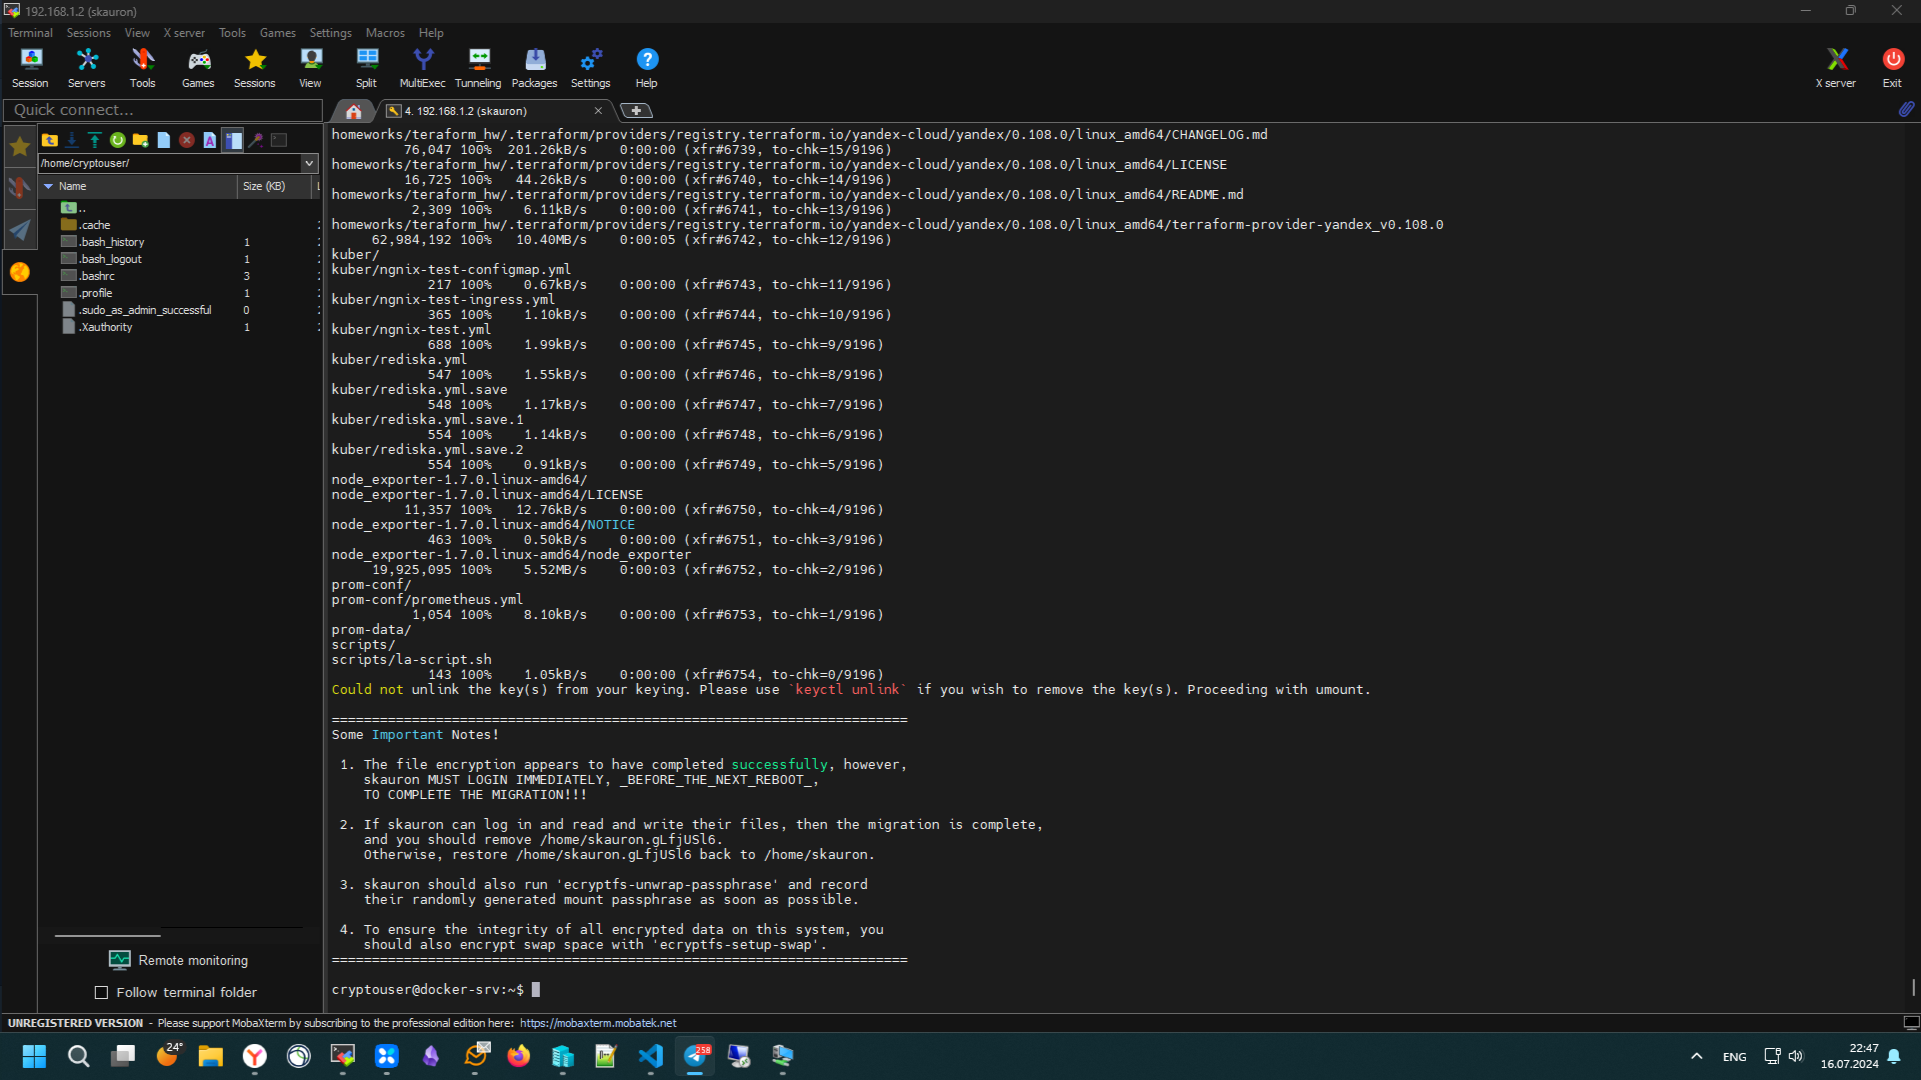 192.168.1.2 (skauron)
Terminal Sessions View X server Tools Games Settings Macros Help
Session Servers Tools Games Sessions View Split MultiExec Tunneling Packages Settings Help X server Exit
Quick connect...
4. 192.168.1.2 (skauron)
/home/cryptouser/
Name Size (KB)
..
.cache
.bash_history 1
.bash_logout 1
.bashrc 3
.profile 1
.sudo_as_admin_successful 0
.Xauthority 1
Remote monitoring
Follow terminal folder
homeworks/teraform_hw/.terraform/providers/registry.terraform.io/yandex-cloud/yandex/0.108.0/linux_amd64/CHANGELOG.md
76,047 100% 201.26kB/s 0:00:00 (xfr#6739, to-chk=15/9196)
homeworks/teraform_hw/.terraform/providers/registry.terraform.io/yandex-cloud/yandex/0.108.0/linux_amd64/LICENSE
16,725 100% 44.26kB/s 0:00:00 (xfr#6740, to-chk=14/9196)
homeworks/teraform_hw/.terraform/providers/registry.terraform.io/yandex-cloud/yandex/0.108.0/linux_amd64/README.md
2,309 100% 6.11kB/s 0:00:00 (xfr#6741, to-chk=13/9196)
homeworks/teraform_hw/.terraform/providers/registry.terraform.io/yandex-cloud/yandex/0.108.0/linux_amd64/terraform-provider-yandex_v0.108.0
62,984,192 100% 10.40MB/s 0:00:05 (xfr#6742, to-chk=12/9196)
kuber/
kuber/ngnix-test-configmap.yml
217 100% 0.67kB/s 0:00:00 (xfr#6743, to-chk=11/9196)
kuber/ngnix-test-ingress.yml
365 100% 1.10kB/s 0:00:00 (xfr#6744, to-chk=10/9196)
kuber/ngnix-test.yml
688 100% 1.99kB/s 0:00:00 (xfr#6745, to-chk=9/9196)
kuber/rediska.yml
547 100% 1.55kB/s 0:00:00 (xfr#6746, to-chk=8/9196)
kuber/rediska.yml.save
548 100% 1.17kB/s 0:00:00 (xfr#6747, to-chk=7/9196)
kuber/rediska.yml.save.1
554 100% 1.14kB/s 0:00:00 (xfr#6748, to-chk=6/9196)
kuber/rediska.yml.save.2
554 100% 0.91kB/s 0:00:00 (xfr#6749, to-chk=5/9196)
node_exporter-1.7.0.linux-amd64/
node_exporter-1.7.0.linux-amd64/LICENSE
11,357 100% 12.76kB/s 0:00:00 (xfr#6750, to-chk=4/9196)
node_exporter-1.7.0.linux-amd64/NOTICE
463 100% 0.50kB/s 0:00:00 (xfr#6751, to-chk=3/9196)
node_exporter-1.7.0.linux-amd64/node_exporter
19,925,095 100% 5.52MB/s 0:00:03 (xfr#6752, to-chk=2/9196)
prom-conf/
prom-conf/prometheus.yml
1,054 100% 8.10kB/s 0:00:00 (xfr#6753, to-chk=1/9196)
prom-data/
scripts/
scripts/la-script.sh
143 100% 1.05kB/s 0:00:00 (xfr#6754, to-chk=0/9196)
Could not unlink the key(s) from your keying. Please use `keyctl unlink` if you wish to remove the key(s). Proceeding with umount.
========================================================================
Some Important Notes!
1. The file encryption appears to have completed successfully, however,
skauron MUST LOGIN IMMEDIATELY, _BEFORE_THE_NEXT_REBOOT_,
TO COMPLETE THE MIGRATION!!!
2. If skauron can log in and read and write their files, then the migration is complete,
and you should remove /home/skauron.gLfjUSl6.
Otherwise, restore /home/skauron.gLfjUSl6 back to /home/skauron.
3. skauron should also run 'ecryptfs-unwrap-passphrase' and record
their randomly generated mount passphrase as soon as possible.
4. To ensure the integrity of all encrypted data on this system, you
should also encrypt swap space with 'ecryptfs-setup-swap'.
========================================================================
cryptouser@docker-srv:~$
UNREGISTERED VERSION - Please support MobaXterm by subscribing to the professional edition here: https://mobaxterm.mobatek.net
24°
258
ENG
22:47
16.07.2024